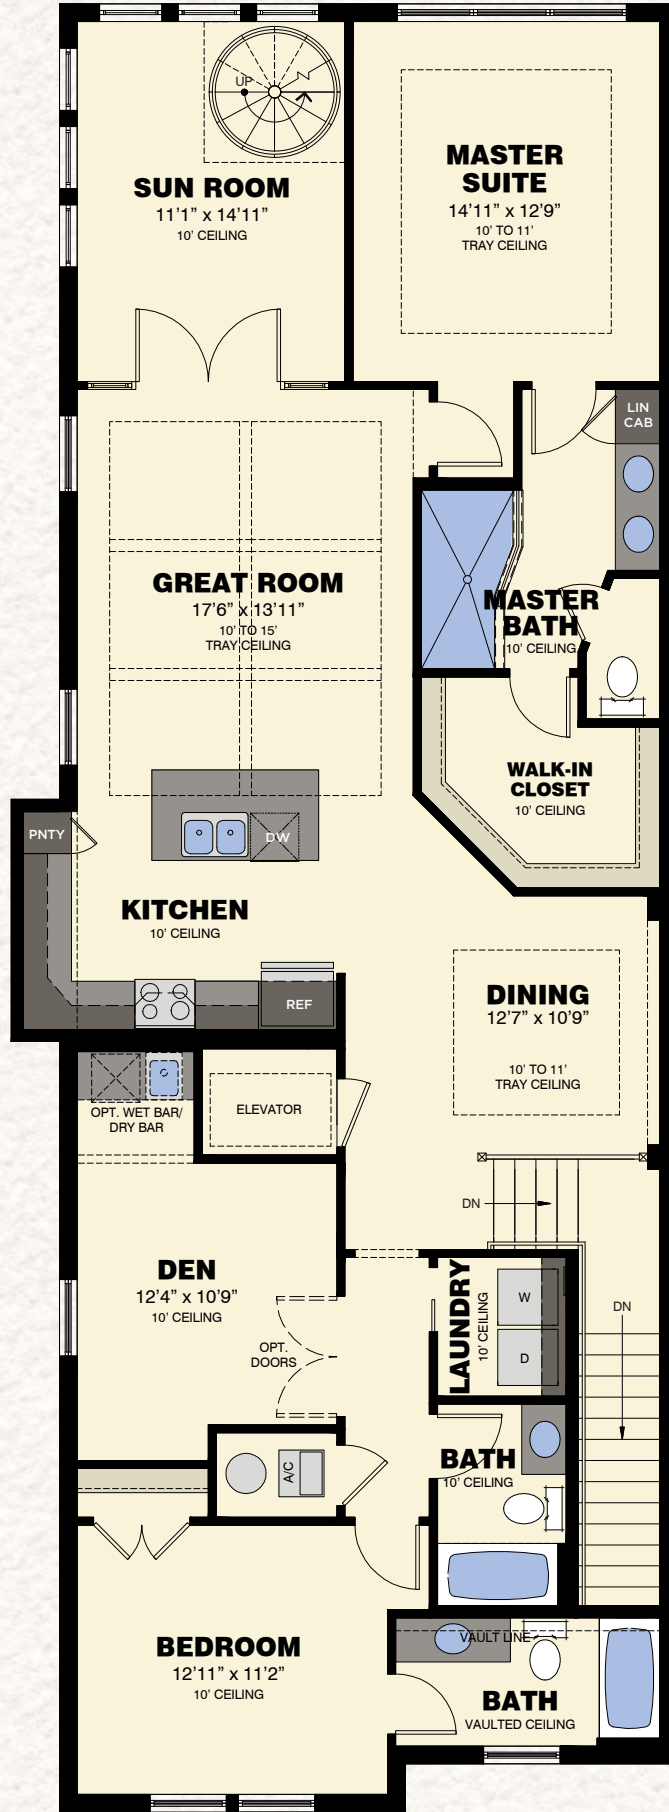 UP
SUN ROOM
11'1" x 14'11"
10' CEILING
MASTER
SUITE
14'11" x 12'9"
10' TO 11'
TRAY CEILING
LIN
CAB
GREAT ROOM
17'6" x 13'11"
10' TO 15'
TRAY CEILING
MASTER
BATH
10' CEILING
WALK-IN
CLOSET
10' CEILING
PNTY
DW
KITCHEN
10' CEILING
REF
DINING
12'7" x 10'9"
10' TO 11'
TRAY CEILING
OPT. WET BAR/
DRY BAR
ELEVATOR
DN
DEN
12'4" x 10'9"
10' CEILING
OPT.
DOORS
LAUNDRY
10' CEILING
W
D
DN
A/C
BATH
10' CEILING
BEDROOM
12'11" x 11'2"
10' CEILING
VAULT LINE
BATH
VAULTED CEILING